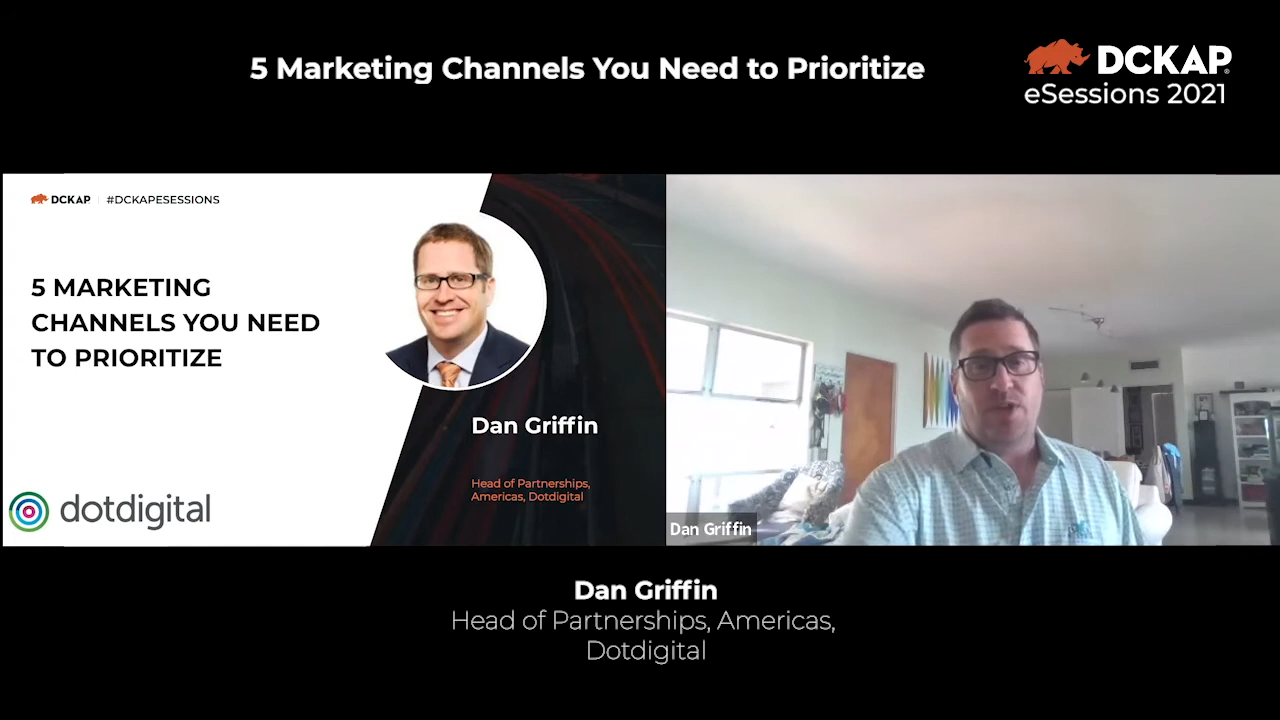 5 Marketing Channels You Need to Prioritize
DCKAP®
eSessions 2021
DCKAP | #DCKAPESESSIONS
5 MARKETING
CHANNELS YOU NEED
TO PRIORITIZE
Dan Griffin
Head of Partnerships,
Americas, Dotdigital
dotdigital
Dan Griffin
Dan Griffin
Head of Partnerships, Americas,
Dotdigital